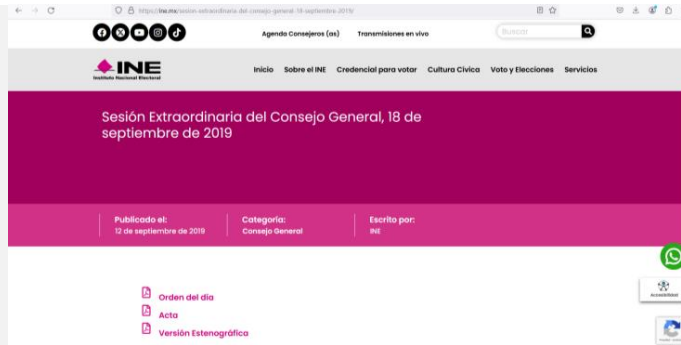 https://ine.mx/sesion-extraordinaria-del-consejo-general-18-septiembre-2019/
Agenda Consejeros (as) Transmisiones en vivo Buscar
INE
Instituto Nacional Electoral
Inicio Sobre el INE Credencial para votar Cultura Cívica Voto y Elecciones Servicios
Sesión Extraordinaria del Consejo General, 18 de
septiembre de 2019
Publicado el: Categoría: Escrito por:
12 de septiembre de 2019 Consejo General INE
Orden del día
Accesibilidad
Acta
Versión Estenográfica